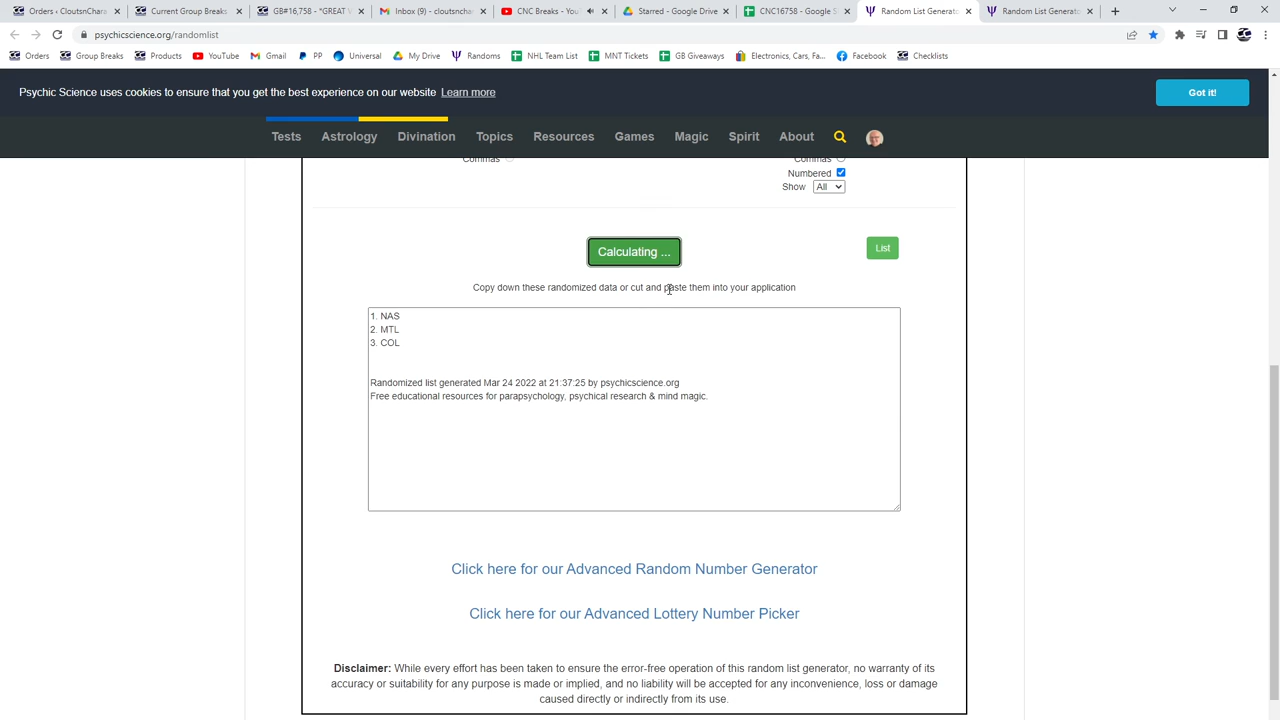 Orders ‹ CloutsnChara
Current Group Breaks
GB#16,758 - *GREAT V
Inbox (9) - cloutsnchar
CNC Breaks - You
Starred - Google Drive
CNC16758 - Google S
Random List Generator
Random List Generator
psychicscience.org/randomlist
Orders
Group Breaks
Products
YouTube
Gmail
PP
Universal
My Drive
Randoms
NHL Team List
MNT Tickets
GB Giveaways
Electronics, Cars, Fa...
Facebook
Checklists
Psychic Science uses cookies to ensure that you get the best experience on our website Learn more
Got it!
Tests
Astrology
Divination
Topics
Resources
Games
Magic
Spirit
About
Commas
Commas
Numbered
Show All
Calculating ...
List
Copy down these randomized data or cut and paste them into your application
1. NAS
2. MTL
3. COL
Randomized list generated Mar 24 2022 at 21:37:25 by psychicscience.org
Free educational resources for parapsychology, psychical research & mind magic.
Click here for our Advanced Random Number Generator
Click here for our Advanced Lottery Number Picker
Disclaimer: While every effort has been taken to ensure the error-free operation of this random list generator, no warranty of its
accuracy or suitability for any purpose is made or implied, and no liability will be accepted for any inconvenience, loss or damage
caused directly or indirectly from its use.